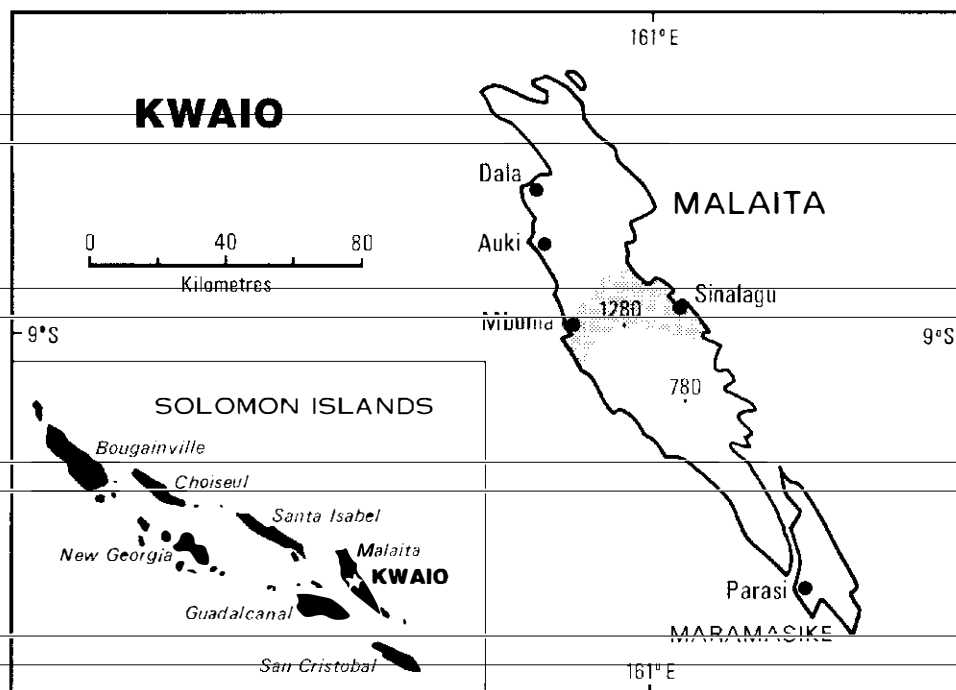 161° E
KWAIO
Dala
MALAITA
0 40 80
Auki
Kilometres
Sinalagu
1280
9°S
9°S
780
SOLOMON ISLANDS
Bougainville
Choiseul
Santa Isabel
New Georgia
Malaita
KWAIO
Guadalcanal
Parasi
MARAMASIKE
San Cristobal
161° E